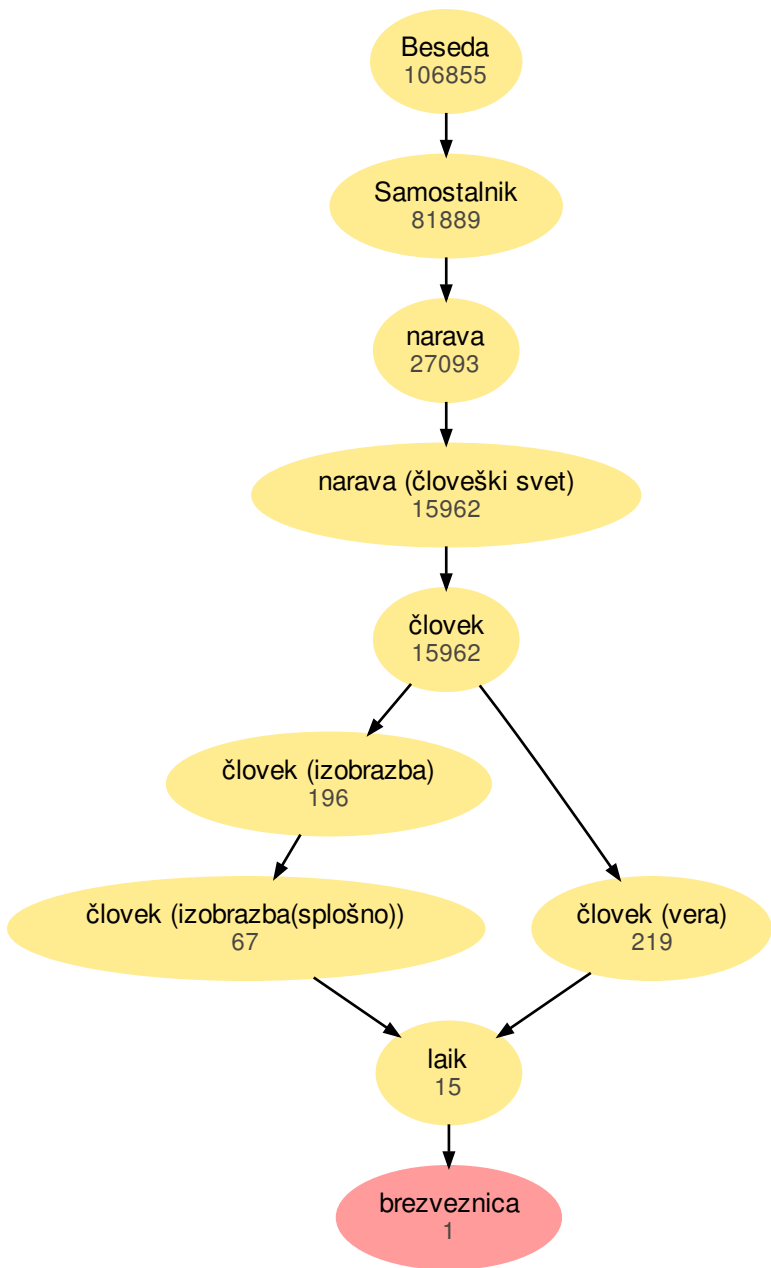 Beseda
106855
Samostalnik
81889
narava
27093
narava (človeški svet)
15962
človek
15962
človek (izobrazba)
196
človek (izobrazba(splošno))
67
človek (vera)
219
laik
15
brezveznica
1